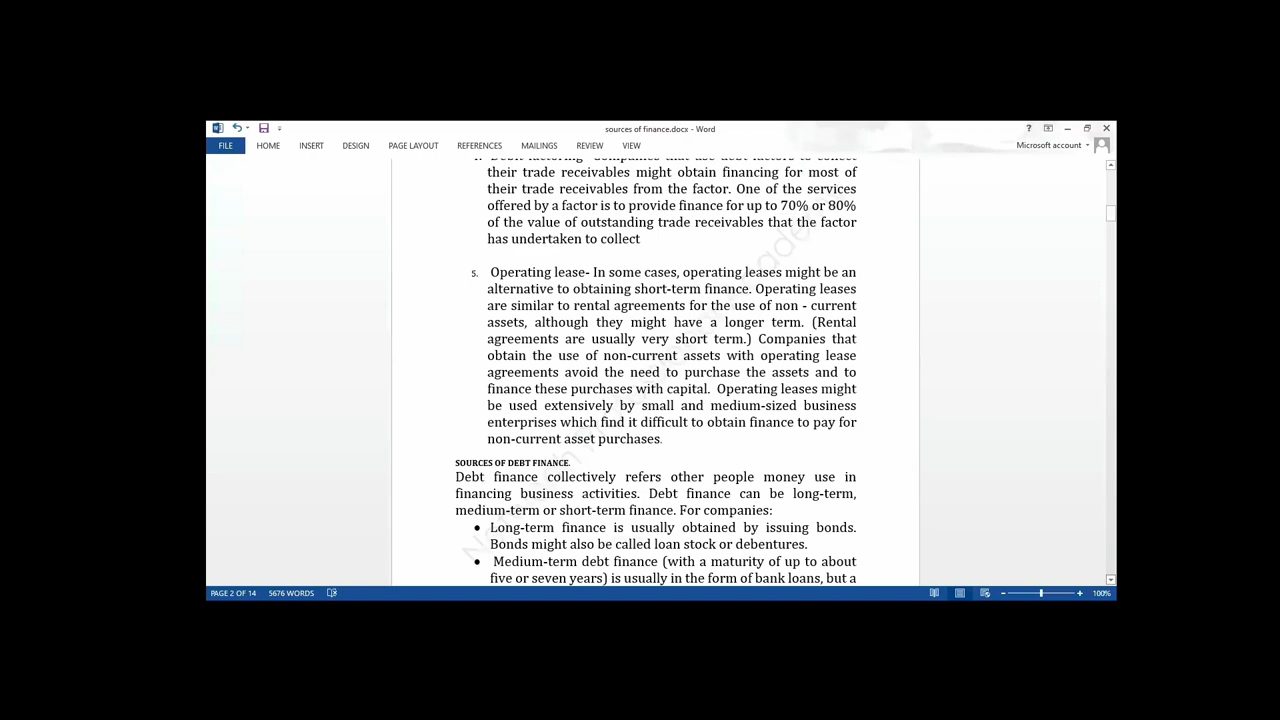 sources of finance.docx - Word
FILE HOME INSERT DESIGN PAGE LAYOUT REFERENCES MAILINGS REVIEW VIEW Microsoft account
their trade receivables might obtain financing for most of
their trade receivables from the factor. One of the services
offered by a factor is to provide finance for up to 70% or 80%
of the value of outstanding trade receivables that the factor
has undertaken to collect
5. Operating lease- In some cases, operating leases might be an
alternative to obtaining short-term finance. Operating leases
are similar to rental agreements for the use of non - current
assets, although they might have a longer term. (Rental
agreements are usually very short term.) Companies that
obtain the use of non-current assets with operating lease
agreements avoid the need to purchase the assets and to
finance these purchases with capital. Operating leases might
be used extensively by small and medium-sized business
enterprises which find it difficult to obtain finance to pay for
non-current asset purchases.
SOURCES OF DEBT FINANCE.
Debt finance collectively refers other people money use in
financing business activities. Debt finance can be long-term,
medium-term or short-term finance. For companies:
• Long-term finance is usually obtained by issuing bonds.
Bonds might also be called loan stock or debentures.
• Medium-term debt finance (with a maturity of up to about
five or seven years) is usually in the form of bank loans, but a
PAGE 2 OF 14 5676 WORDS 100%